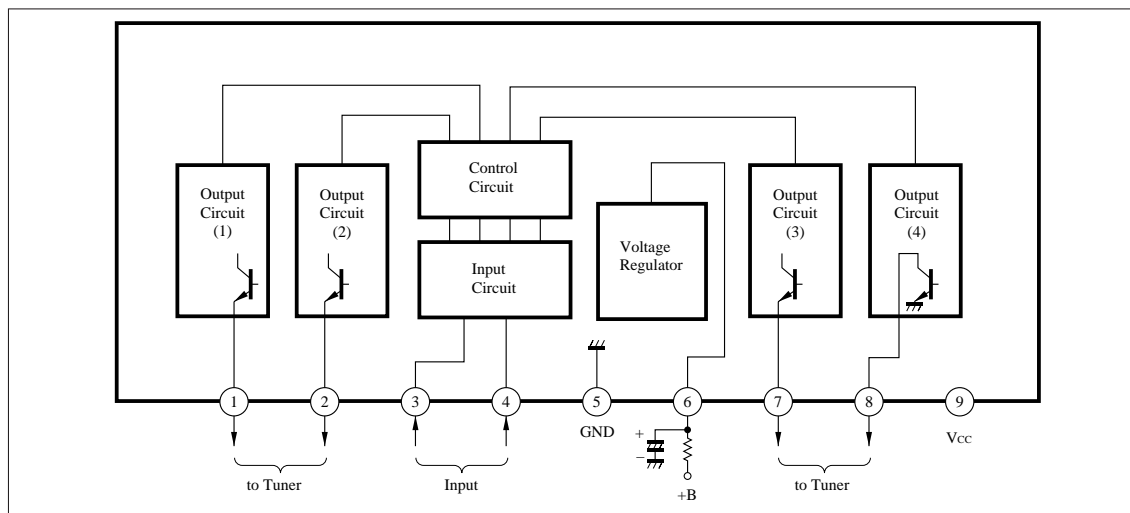 Output
Circuit
(1)
Output
Circuit
(2)
Control
Circuit
Input
Circuit
Voltage
Regulator
Output
Circuit
(3)
Output
Circuit
(4)
1
2
3
4
5
6
7
8
9
GND
+
−
+B
VCC
to Tuner
Input
to Tuner